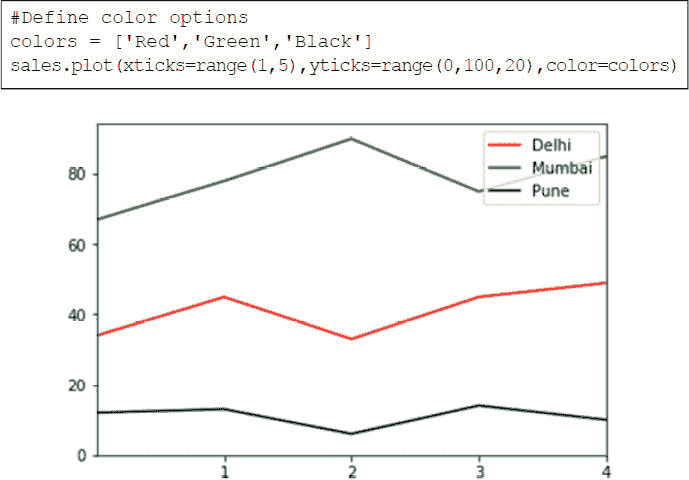 #Define color options
colors = ['Red','Green','Black']
sales.plot(xticks=range(1,5),yticks=range(0,100,20),color=colors)
Delhi
Mumbai
Pune
80
60
40
20
0
1 2 3 4